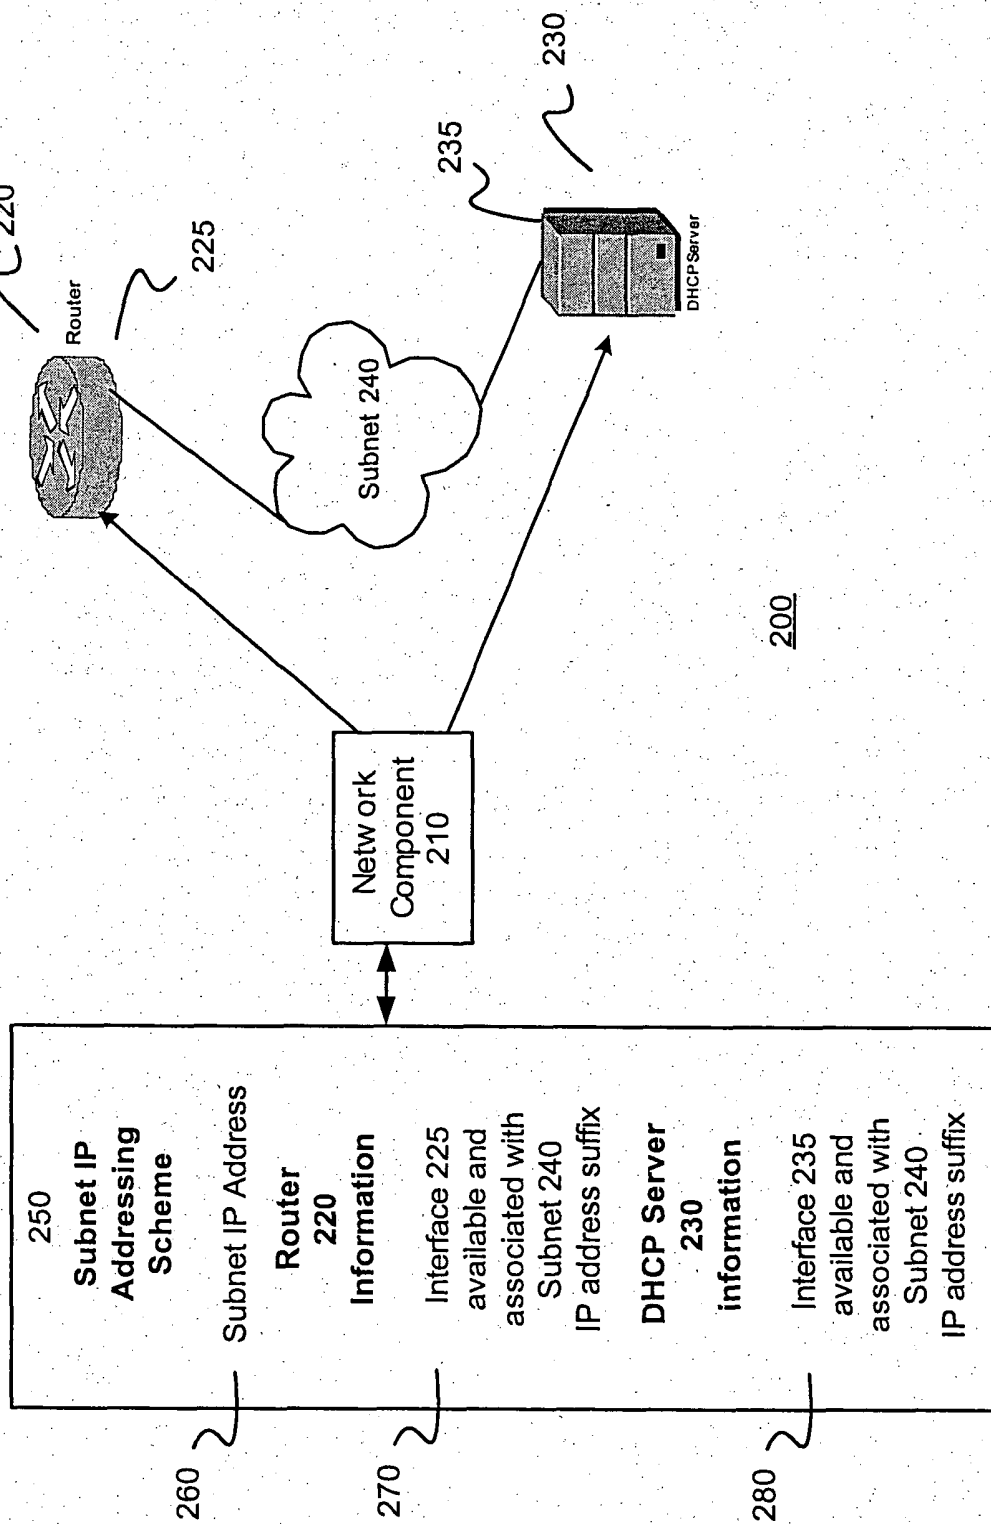 250
Subnet IP
Addressing
Scheme
Subnet IP Address
Router
220
Information
Interface 225
available and
associated with
Subnet 240
IP address suffix
DHCP Server
230
information
Interface 235
available and
associated with
Subnet 240
IP address suffix
260
270
280
Network
Component
210
Router
220
225
Subnet 240
235
230
DHCPServer
200